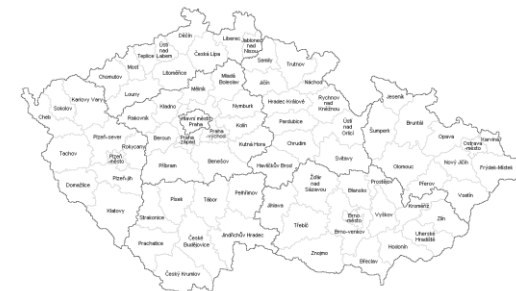 Děčín
Liberec
Jablonec
nad
Nisou
Ústí
nad
Labem
Teplice
Česká Lípa
Semily
Trutnov
Most
Chomutov
Litoměřice
Mladá
Boleslav
Jičín
Náchod
Louny
Mělník
Karlovy Vary
Sokolov
Cheb
Kladno
Nymburk
Hradec Králové
Rychnov
nad
Kněžnou
Jeseník
Rakovník
Hlavní město
Praha
Praha
východ
Praha
západ
Kolín
Pardubice
Ústí
nad
Orlicí
Šumperk
Bruntál
Opava
Ostrava-
město
Karviná
Plzeň-sever
Rokycany
Beroun
Kutná Hora
Chrudim
Tachov
Plzeň-
město
Příbram
Benešov
Havlíčkův Brod
Svitavy
Olomouc
Nový Jičín
Frýdek-Místek
Domažlice
Plzeň-jih
Žďár
nad
Sázavou
Prostějov
Přerov
Vsetín
Klatovy
Písek
Tábor
Pelhřimov
Jihlava
Blansko
Kroměříž
Zlín
Strakonice
Třebíč
Brno-
město
Vyškov
Uherské
Hradiště
Prachatice
České
Budějovice
Jindřichův Hradec
Brno-venkov
Hodonín
Znojmo
Břeclav
Český Krumlov